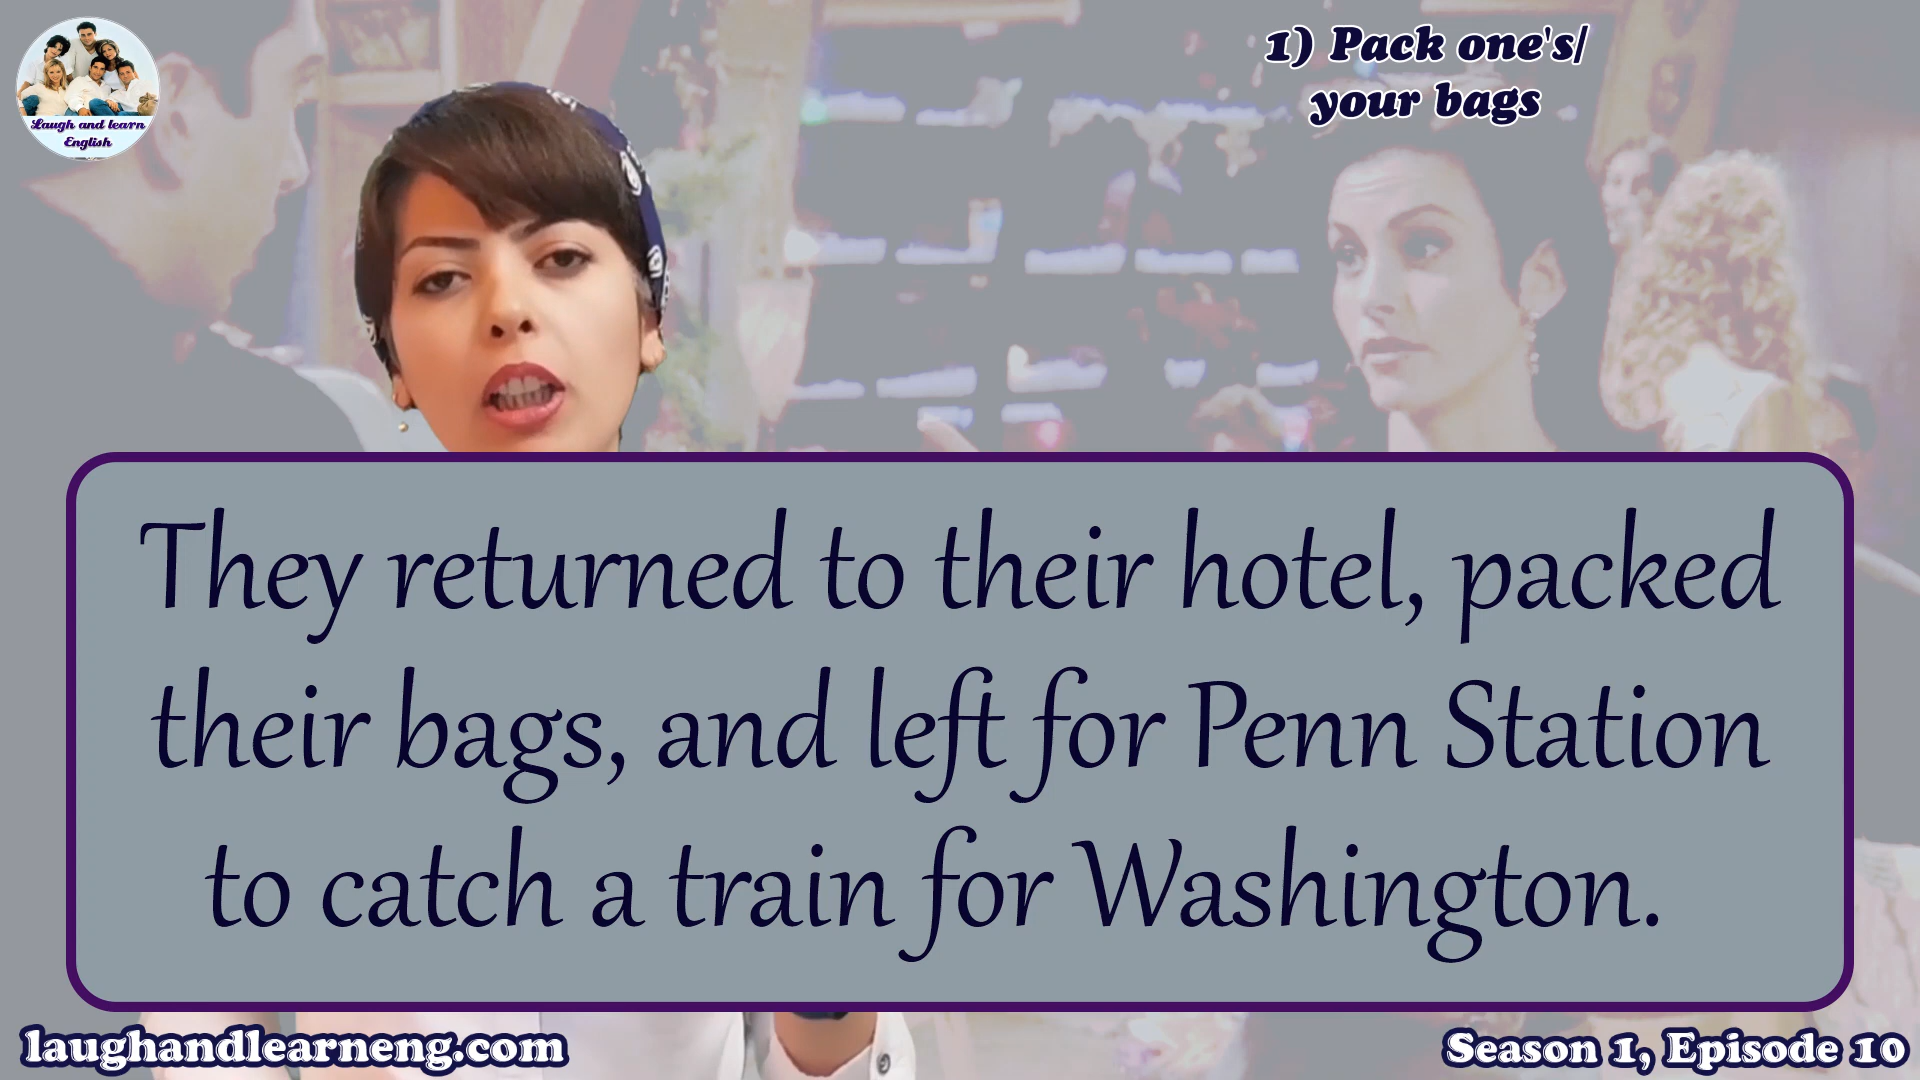 Laugh and learn
English
1) Pack one's/
your bags
They returned to their hotel, packed
their bags, and left for Penn Station
to catch a train for Washington.
laughandlearneng.com
Season 1, Episode 10